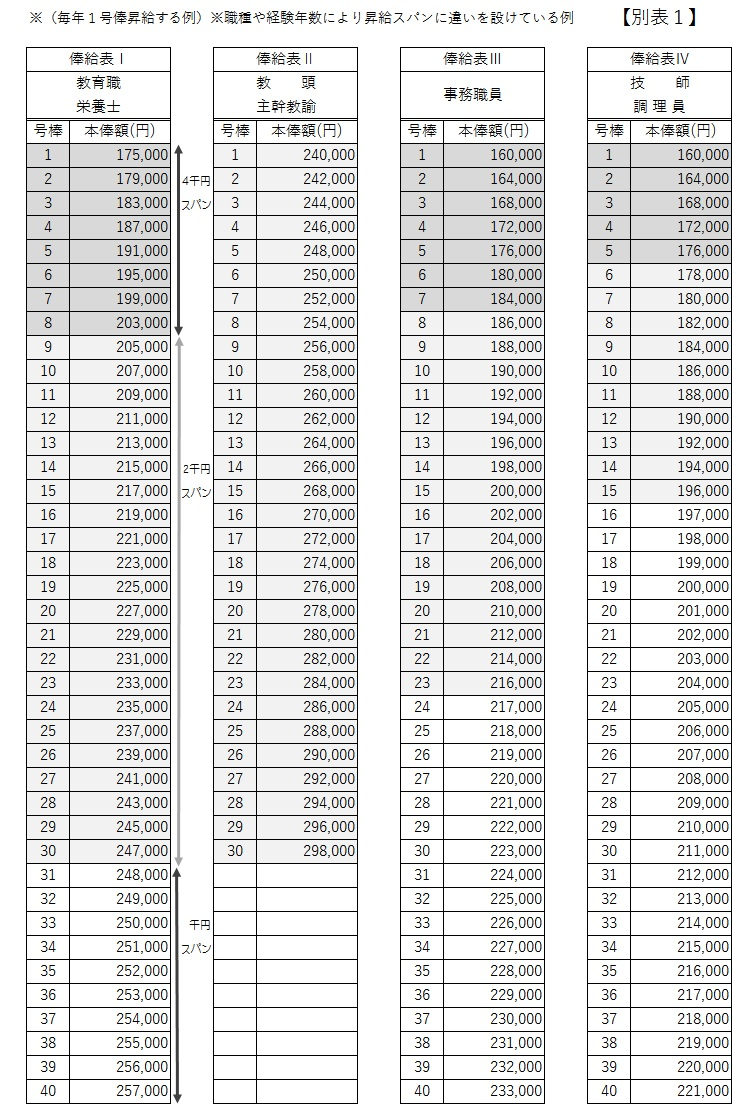 ※（毎年１号俸昇給する例）※職種や経験年数により昇給スパンに違いを設けている例 【別表１】
俸給表Ⅰ 俸給表Ⅱ 俸給表Ⅲ 俸給表Ⅳ
教育職 教　頭 事務職員 技　師
栄養士 主幹教諭 調理員
号棒 本俸額(円) 号棒 本俸額(円) 号棒 本俸額(円) 号棒 本俸額(円)
1 175,000 1 240,000 1 160,000 1 160,000
2 179,000 4千円 2 242,000 2 164,000 2 164,000
3 183,000 スパン 3 244,000 3 168,000 3 168,000
4 187,000 4 246,000 4 172,000 4 172,000
5 191,000 5 248,000 5 176,000 5 176,000
6 195,000 6 250,000 6 180,000 6 178,000
7 199,000 7 252,000 7 184,000 7 180,000
8 203,000 8 254,000 8 186,000 8 182,000
9 205,000 9 256,000 9 188,000 9 184,000
10 207,000 10 258,000 10 190,000 10 186,000
11 209,000 11 260,000 11 192,000 11 188,000
12 211,000 12 262,000 12 194,000 12 190,000
13 213,000 13 264,000 13 196,000 13 192,000
14 215,000 2千円 14 266,000 14 198,000 14 194,000
15 217,000 スパン 15 268,000 15 200,000 15 196,000
16 219,000 16 270,000 16 202,000 16 197,000
17 221,000 17 272,000 17 204,000 17 198,000
18 223,000 18 274,000 18 206,000 18 199,000
19 225,000 19 276,000 19 208,000 19 200,000
20 227,000 20 278,000 20 210,000 20 201,000
21 229,000 21 280,000 21 212,000 21 202,000
22 231,000 22 282,000 22 214,000 22 203,000
23 233,000 23 284,000 23 216,000 23 204,000
24 235,000 24 286,000 24 217,000 24 205,000
25 237,000 25 288,000 25 218,000 25 206,000
26 239,000 26 290,000 26 219,000 26 207,000
27 241,000 27 292,000 27 220,000 27 208,000
28 243,000 28 294,000 28 221,000 28 209,000
29 245,000 29 296,000 29 222,000 29 210,000
30 247,000 30 298,000 30 223,000 30 211,000
31 248,000 31 224,000 31 212,000
32 249,000 32 225,000 32 213,000
33 250,000 千円 33 226,000 33 214,000
34 251,000 スパン 34 227,000 34 215,000
35 252,000 35 228,000 35 216,000
36 253,000 36 229,000 36 217,000
37 254,000 37 230,000 37 218,000
38 255,000 38 231,000 38 219,000
39 256,000 39 232,000 39 220,000
40 257,000 40 233,000 40 221,000